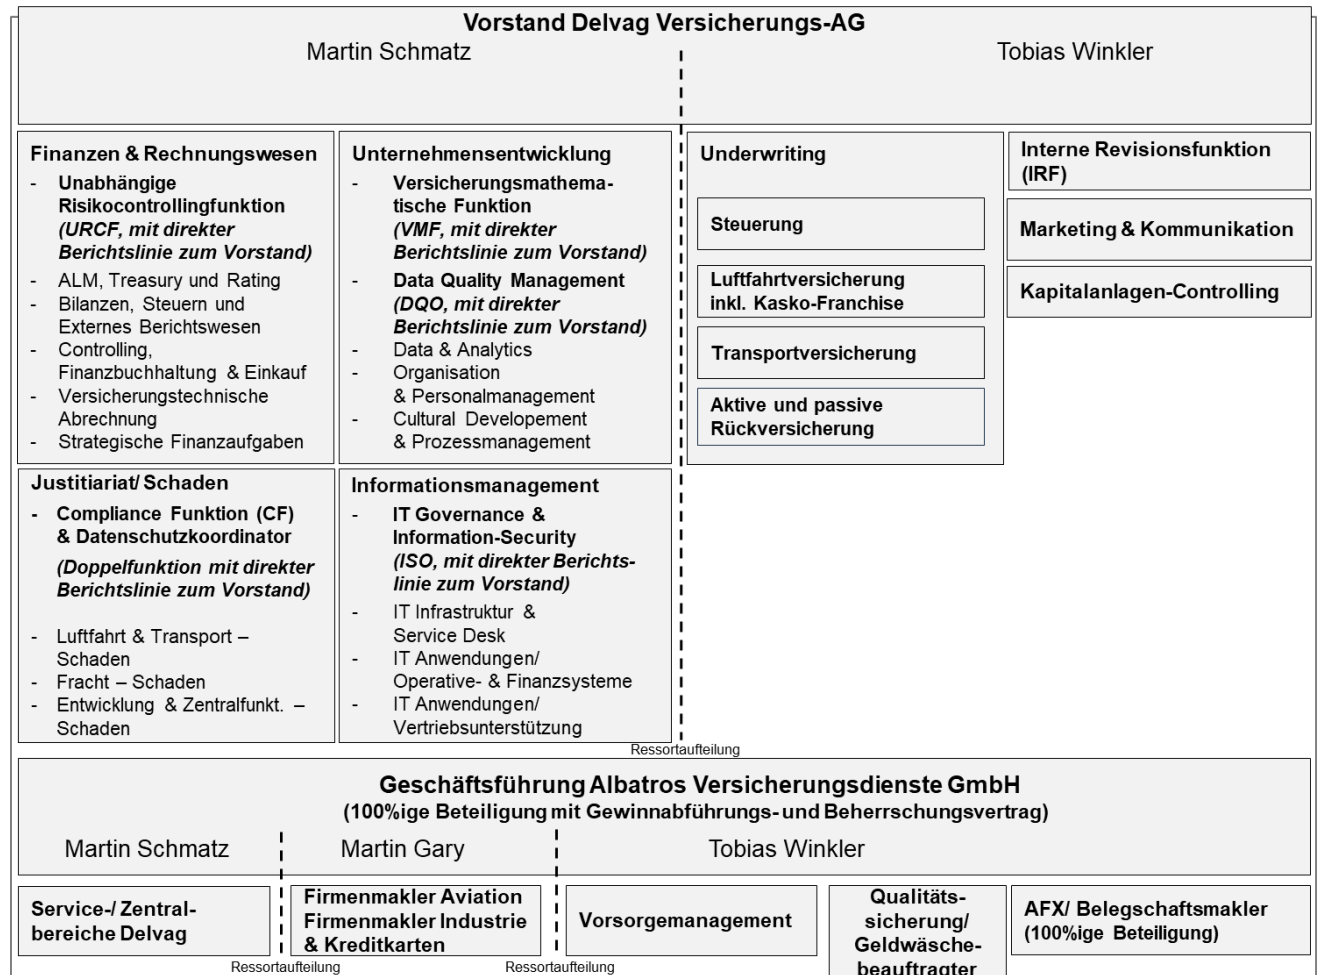 Vorstand Delvag Versicherungs-AG
Martin Schmatz
Tobias Winkler
Finanzen & Rechnungswesen
- Unabhängige
Risikocontrollingfunktion
(URCF, mit direkter
Berichtslinie zum Vorstand)
- ALM, Treasury und Rating
- Bilanzen, Steuern und
Externes Berichtswesen
- Controlling,
Finanzbuchhaltung & Einkauf
- Versicherungstechnische
Abrechnung
- Strategische Finanzaufgaben
Unternehmensentwicklung
- Versicherungsmathema-
tische Funktion
(VMF, mit direkter
Berichtslinie zum Vorstand)
- Data Quality Management
(DQO, mit direkter
Berichtslinie zum Vorstand)
- Data & Analytics
- Organisation
& Personalmanagement
- Cultural Developement
& Prozessmanagement
Underwriting
Steuerung
Luftfahrtversicherung
inkl. Kasko-Franchise
Transportversicherung
Aktive und passive
Rückversicherung
Interne Revisionsfunktion
(IRF)
Marketing & Kommunikation
Kapitalanlagen-Controlling
Justitiariat/ Schaden
- Compliance Funktion (CF)
& Datenschutzkoordinator
(Doppelfunktion mit direkter
Berichtslinie zum Vorstand)
- Luftfahrt & Transport –
Schaden
- Fracht – Schaden
- Entwicklung & Zentralfunkt. –
Schaden
Informationsmanagement
- IT Governance &
Information-Security
(ISO, mit direkter Berichts-
linie zum Vorstand)
- IT Infrastruktur &
Service Desk
- IT Anwendungen/
Operative- & Finanzsysteme
- IT Anwendungen/
Vertriebsunterstützung
Ressortaufteilung
Geschäftsführung Albatros Versicherungsdienste GmbH
(100%ige Beteiligung mit Gewinnabführungs- und Beherrschungsvertrag)
Martin Schmatz
Martin Gary
Tobias Winkler
Service-/ Zentral-
bereiche Delvag
Firmenmakler Aviation
Firmenmakler Industrie
& Kreditkarten
Vorsorgemanagement
Qualitäts-
sicherung/
Geldwäsche-
beauftragter
AFX/ Belegschaftsmakler
(100%ige Beteiligung)
Ressortaufteilung
Ressortaufteilung